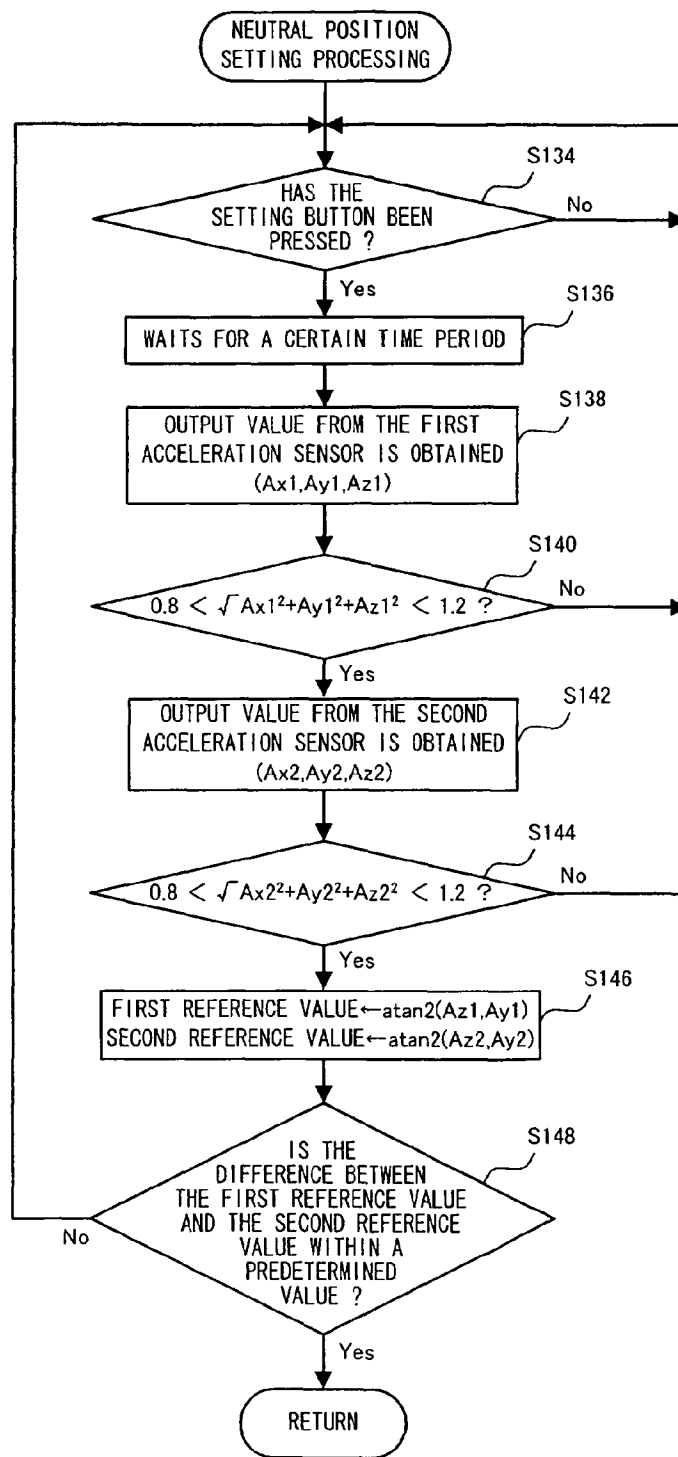 NEUTRAL POSITION
SETTING PROCESSING
S134
HAS THE
SETTING BUTTON BEEN
PRESSED ?
No
Yes
S136
WAITS FOR A CERTAIN TIME PERIOD
S138
OUTPUT VALUE FROM THE FIRST
ACCELERATION SENSOR IS OBTAINED
(Ax1,Ay1,Az1)
S140
0.8 < √Ax1²+Ay1²+Az1² < 1.2 ?
No
Yes
S142
OUTPUT VALUE FROM THE SECOND
ACCELERATION SENSOR IS OBTAINED
(Ax2,Ay2,Az2)
S144
0.8 < √Ax2²+Ay2²+Az2² < 1.2 ?
No
Yes
S146
FIRST REFERENCE VALUE←atan2(Az1,Ay1)
SECOND REFERENCE VALUE←atan2(Az2,Ay2)
S148
IS THE
DIFFERENCE BETWEEN
THE FIRST REFERENCE VALUE
AND THE SECOND REFERENCE
VALUE WITHIN A
PREDETERMINED
VALUE ?
No
Yes
RETURN